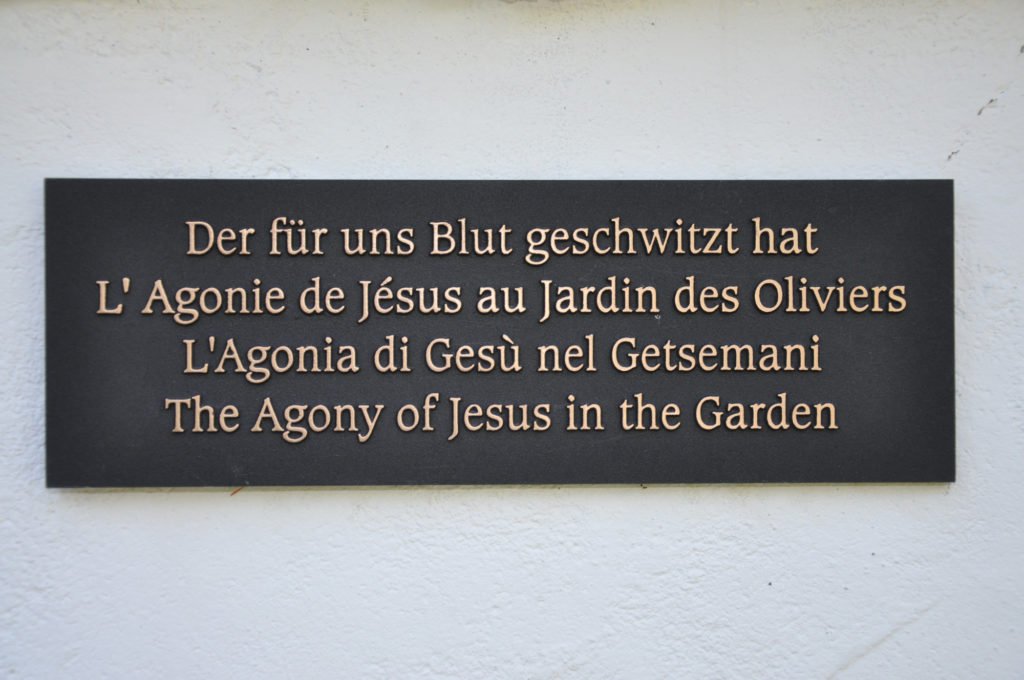 Der für uns Blut geschwitzt hat
L' Agonie de Jésus au Jardin des Oliviers
L'Agonia di Gesù nel Getsemani
The Agony of Jesus in the Garden